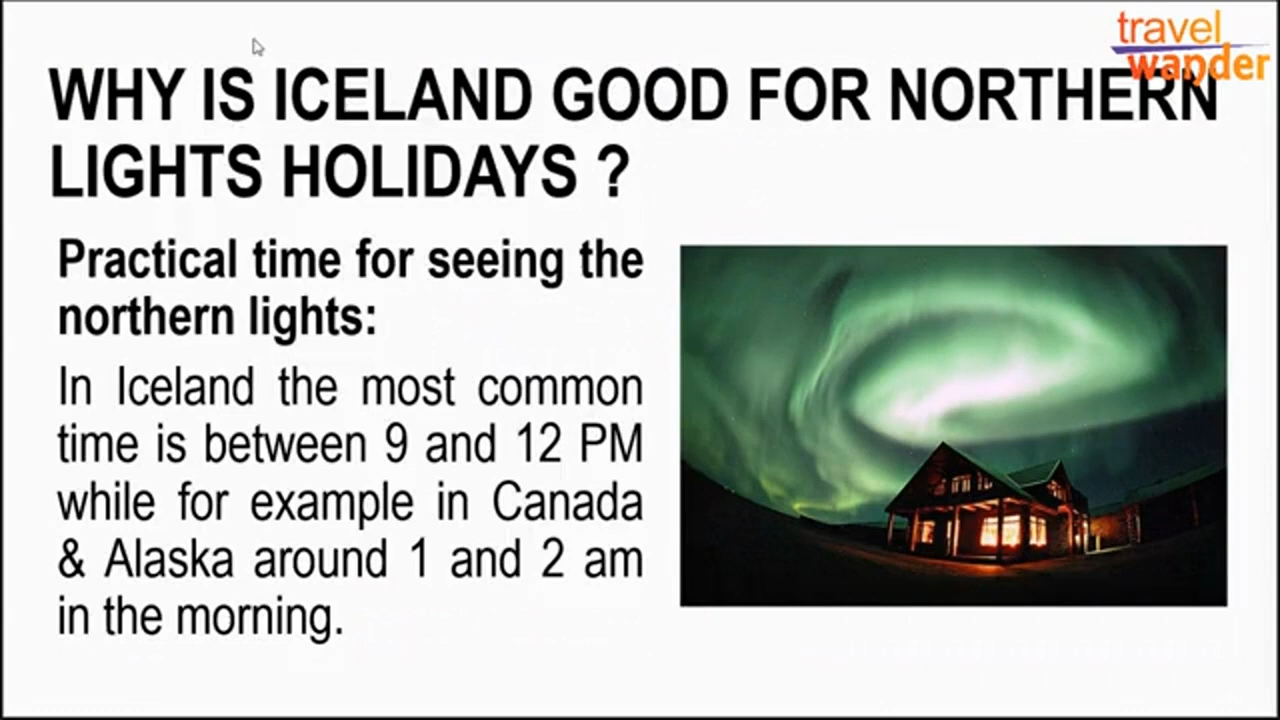 travel
wander
WHY IS ICELAND GOOD FOR NORTHERN
LIGHTS HOLIDAYS ?
Practical time for seeing the
northern lights:
In Iceland the most common
time is between 9 and 12 PM
while for example in Canada
& Alaska around 1 and 2 am
in the morning.